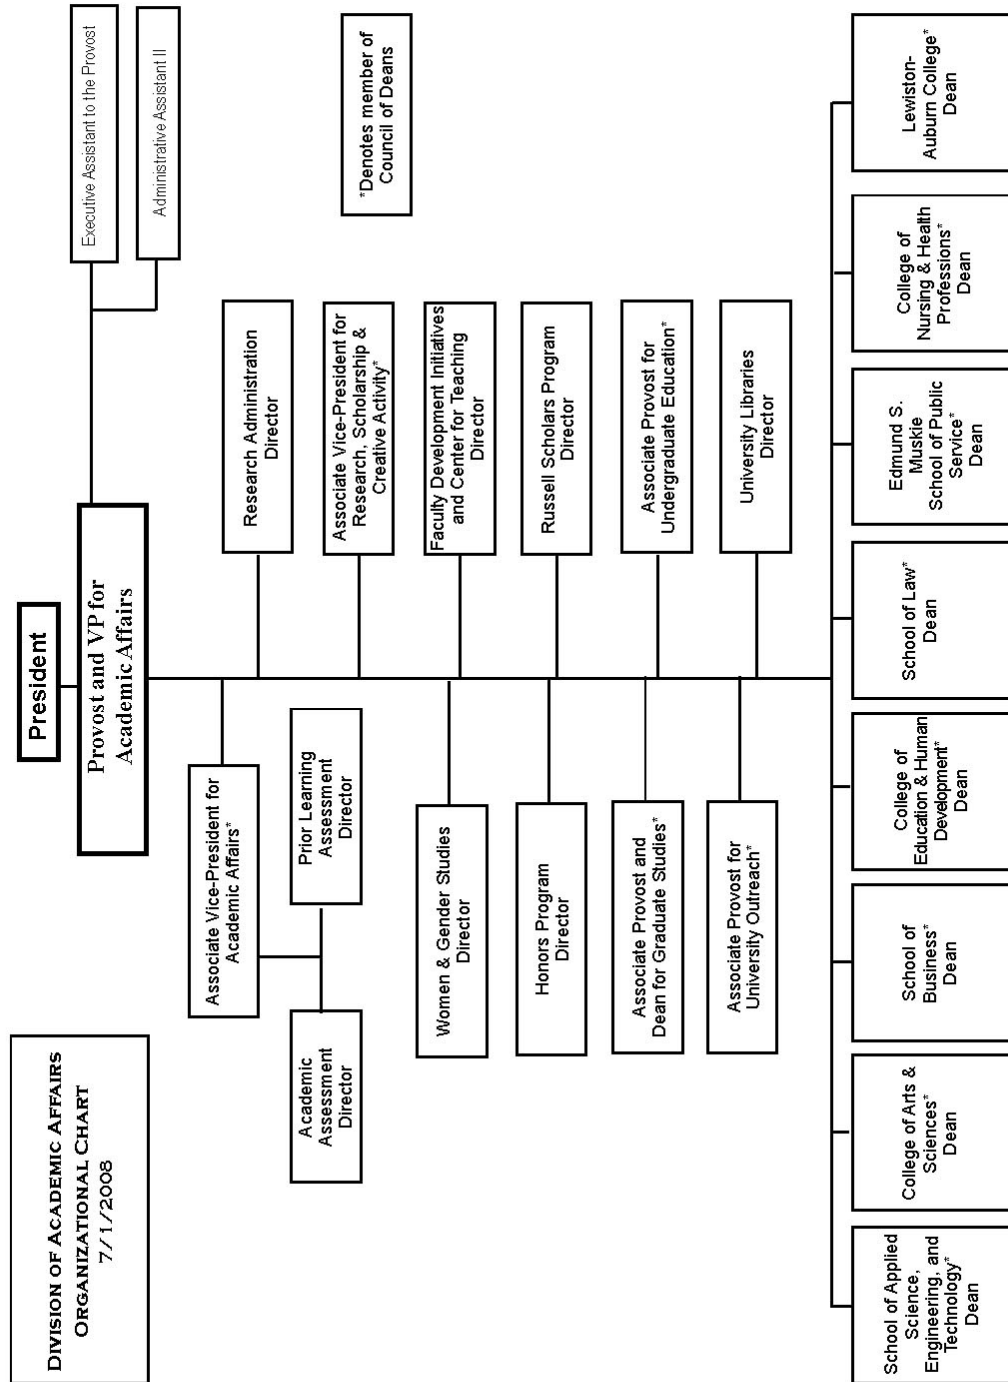 DIVISION OF ACADEMIC AFFAIRS
ORGANIZATIONAL CHART
7/1/2008
President
Provost and VP for
Academic Affairs
Executive Assistant to the Provost
Administrative Assistant II
Associate Vice-President for
Academic Affairs*
Academic
Assessment
Director
Prior Learning
Assessment
Director
Research Administration
Director
Associate Vice-President for
Research, Scholarship &
Creative Activity*
*Denotes member of
Council of Deans
Women & Gender Studies
Director
Faculty Development Initiatives
and Center for Teaching
Director
Honors Program
Director
Russell Scholars Program
Director
Associate Provost and
Dean for Graduate Studies*
Associate Provost for
Undergraduate Education*
Associate Provost for
University Outreach*
University Libraries
Director
School of Applied
Science,
Engineering, and
Technology*
Dean
College of Arts &
Sciences*
Dean
School of
Business*
Dean
College of
Education & Human
Development*
Dean
School of Law*
Dean
Edmund S.
Muskie
School of Public
Service*
Dean
College of
Nursing & Health
Professions*
Dean
Lewiston-
Auburn College*
Dean